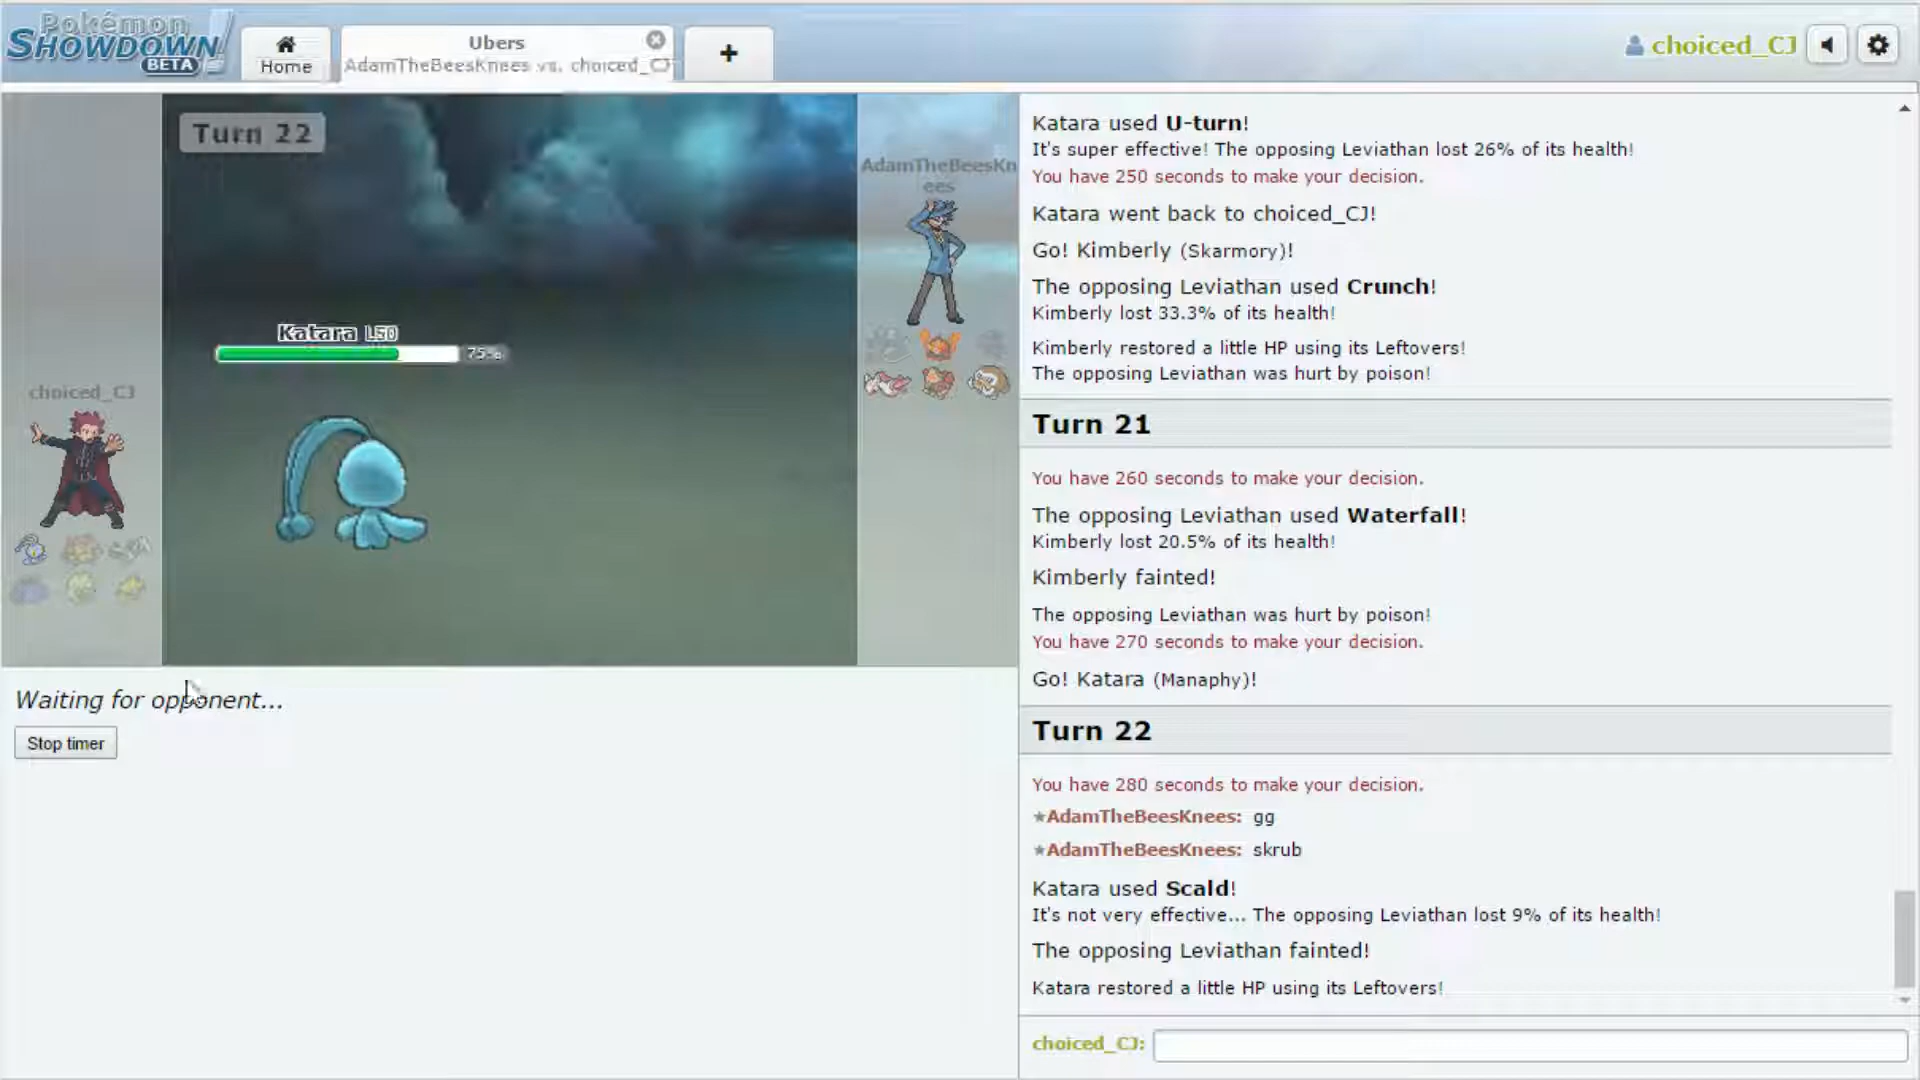 Pokémon
SHOWDOWN!
BETA
Home
Ubers
AdamTheBeesKnees vs. choiced_CJ
+
choiced_CJ
Turn 22
AdamTheBeesKn
ees
Katara L50
75%
choiced_CJ
Waiting for opponent...
Stop timer
Katara used U-turn!
It's super effective! The opposing Leviathan lost 26% of its health!
You have 250 seconds to make your decision.
Katara went back to choiced_CJ!
Go! Kimberly (Skarmory)!
The opposing Leviathan used Crunch!
Kimberly lost 33.3% of its health!
Kimberly restored a little HP using its Leftovers!
The opposing Leviathan was hurt by poison!
Turn 21
You have 260 seconds to make your decision.
The opposing Leviathan used Waterfall!
Kimberly lost 20.5% of its health!
Kimberly fainted!
The opposing Leviathan was hurt by poison!
You have 270 seconds to make your decision.
Go! Katara (Manaphy)!
Turn 22
You have 280 seconds to make your decision.
★AdamTheBeesKnees: gg
★AdamTheBeesKnees: skrub
Katara used Scald!
It's not very effective... The opposing Leviathan lost 9% of its health!
The opposing Leviathan fainted!
Katara restored a little HP using its Leftovers!
choiced_CJ: